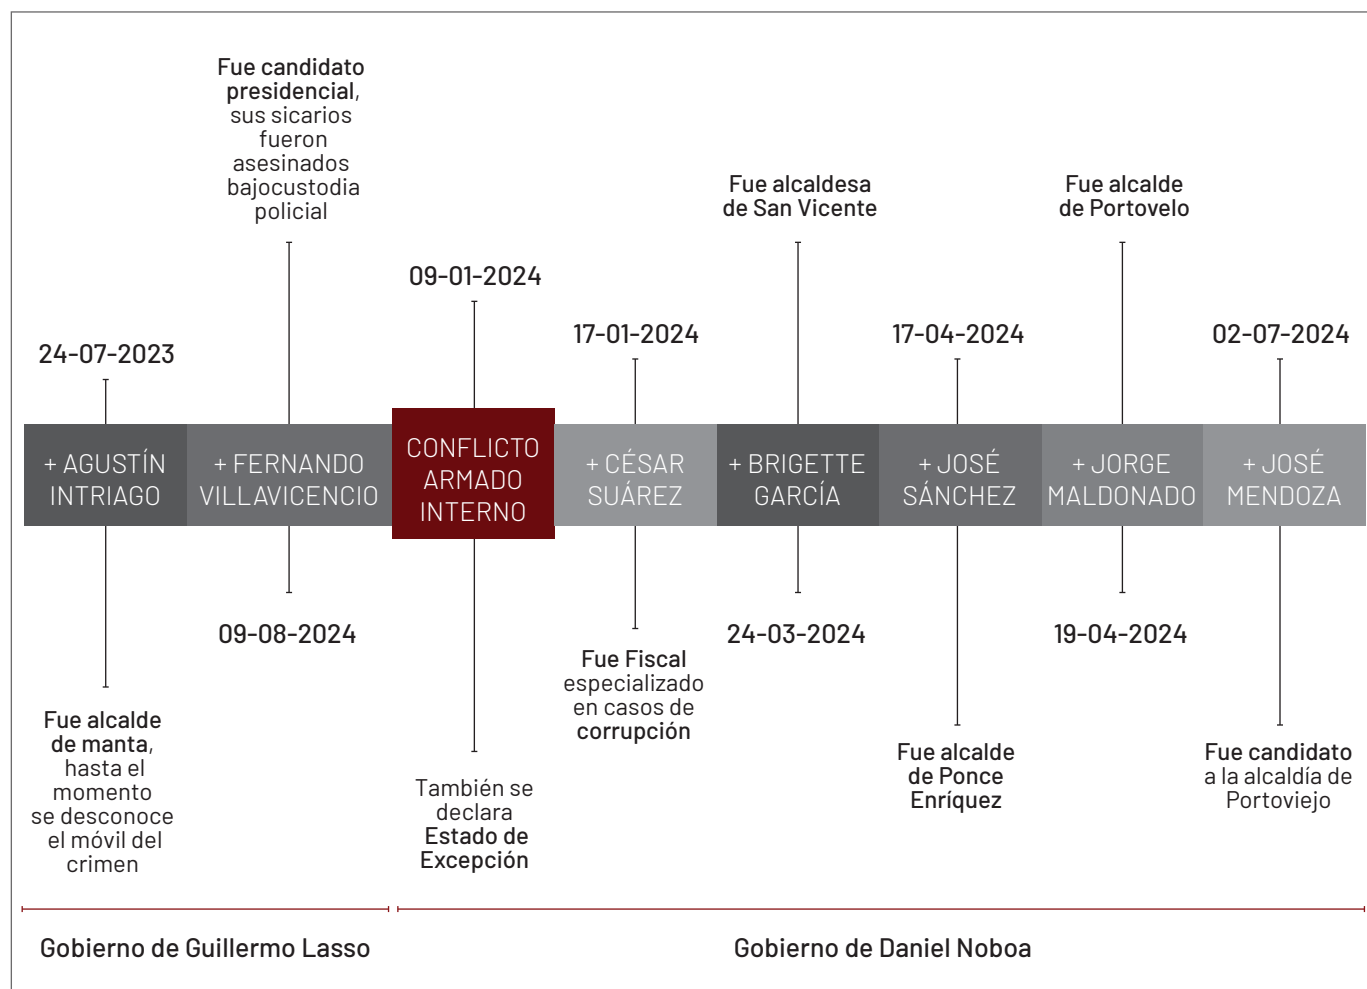 24-07-2023
+ AGUSTÍN
INTRIAGO
Fue alcalde
de manta,
hasta el
momento
se desconoce
el móvil del
crimen
Fue candidato
presidencial,
sus sicarios
fueron
asesinados
bajocustodia
policial
+ FERNANDO
VILLAVICENCIO
09-08-2024
09-01-2024
CONFLICTO
ARMADO
INTERNO
También se
declara
Estado de
Excepción
17-01-2024
+ CÉSAR
SUÁREZ
Fue Fiscal
especializado
en casos de
corrupción
Fue alcaldesa
de San Vicente
+ BRIGETTE
GARCÍA
24-03-2024
17-04-2024
+ JOSÉ
SÁNCHEZ
Fue alcalde
de Ponce
Enríquez
Fue alcalde
de Portovelo
+ JORGE
MALDONADO
19-04-2024
02-07-2024
+ JOSÉ
MENDOZA
Fue candidato
a la alcaldía de
Portoviejo
Gobierno de Guillermo Lasso
Gobierno de Daniel Noboa